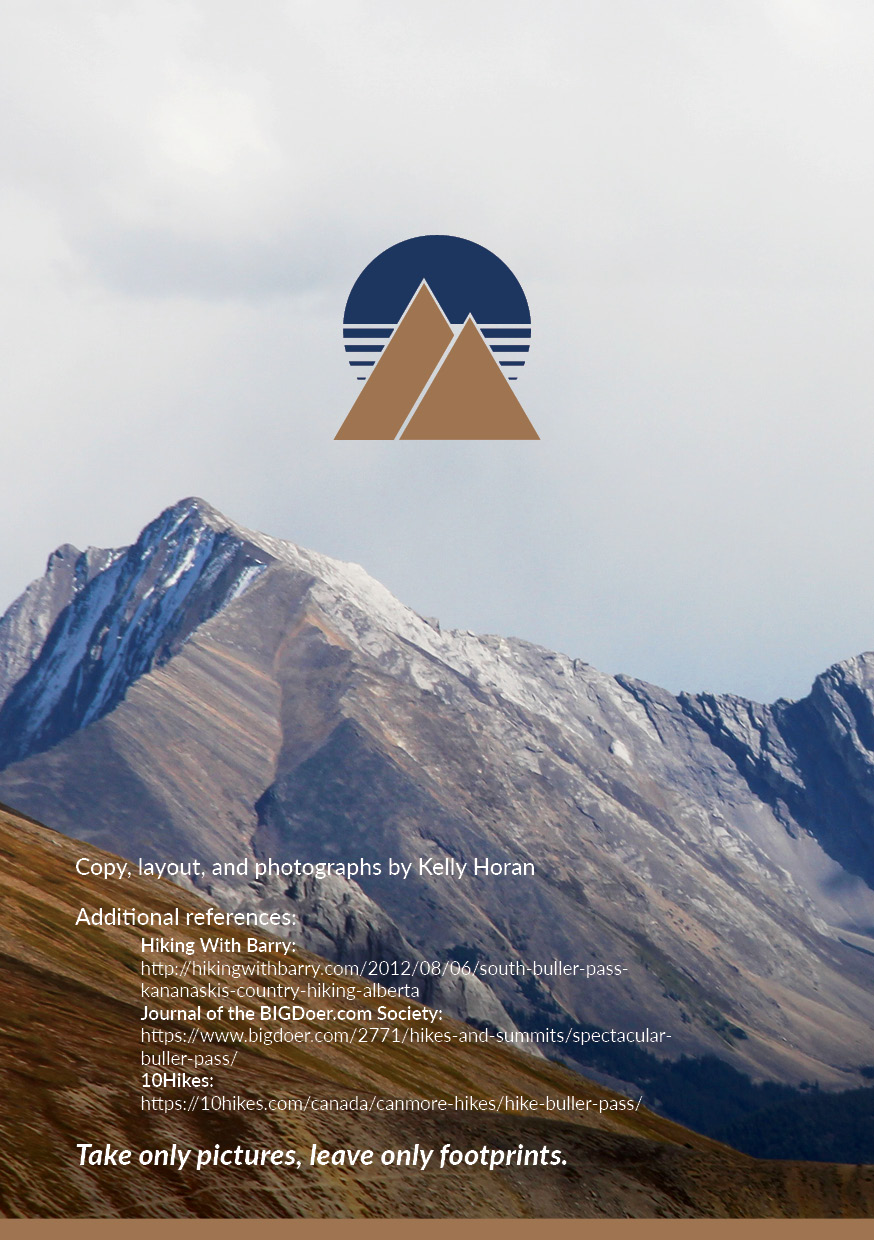 Copy, layout, and photographs by Kelly Horan
Additional references:
Hiking With Barry:
http://hikingwithbarry.com/2012/08/06/south-buller-pass-
kananaskis-country-hiking-alberta
Journal of the BIGDoer.com Society:
https://www.bigdoer.com/2771/hikes-and-summits/spectacular-
buller-pass/
10Hikes:
https://10hikes.com/canada/canmore-hikes/hike-buller-pass/
Take only pictures, leave only footprints.